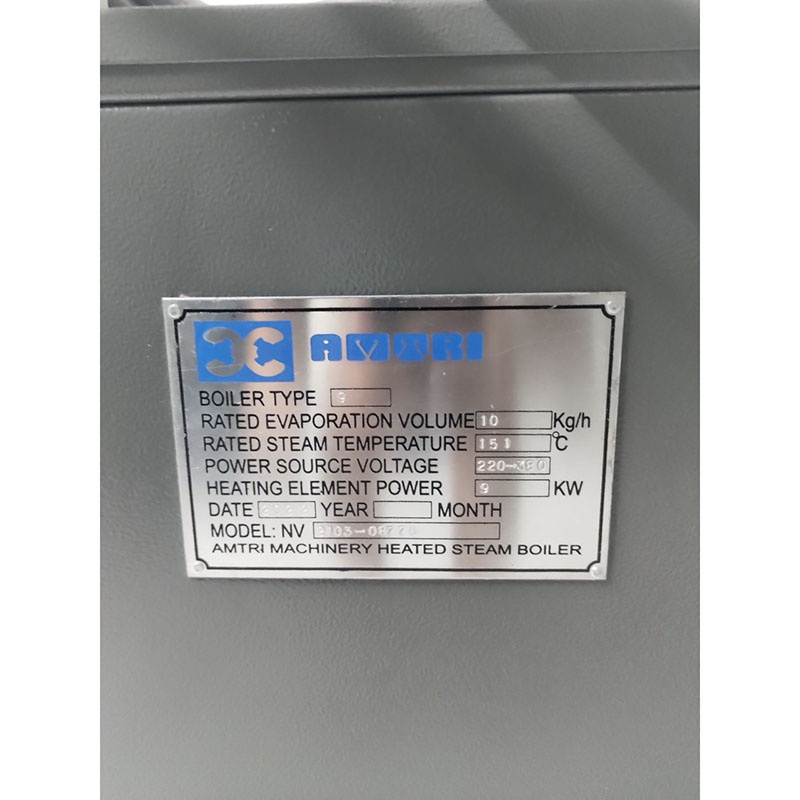 AMTRI
BOILER TYPE 9
RATED EVAPORATION VOLUME 10 Kg/h
RATED STEAM TEMPERATURE 151 °C
POWER SOURCE VOLTAGE 220-380
HEATING ELEMENT POWER 9 KW
DATE YEAR MONTH
MODEL: NV
AMTRI MACHINERY HEATED STEAM BOILER